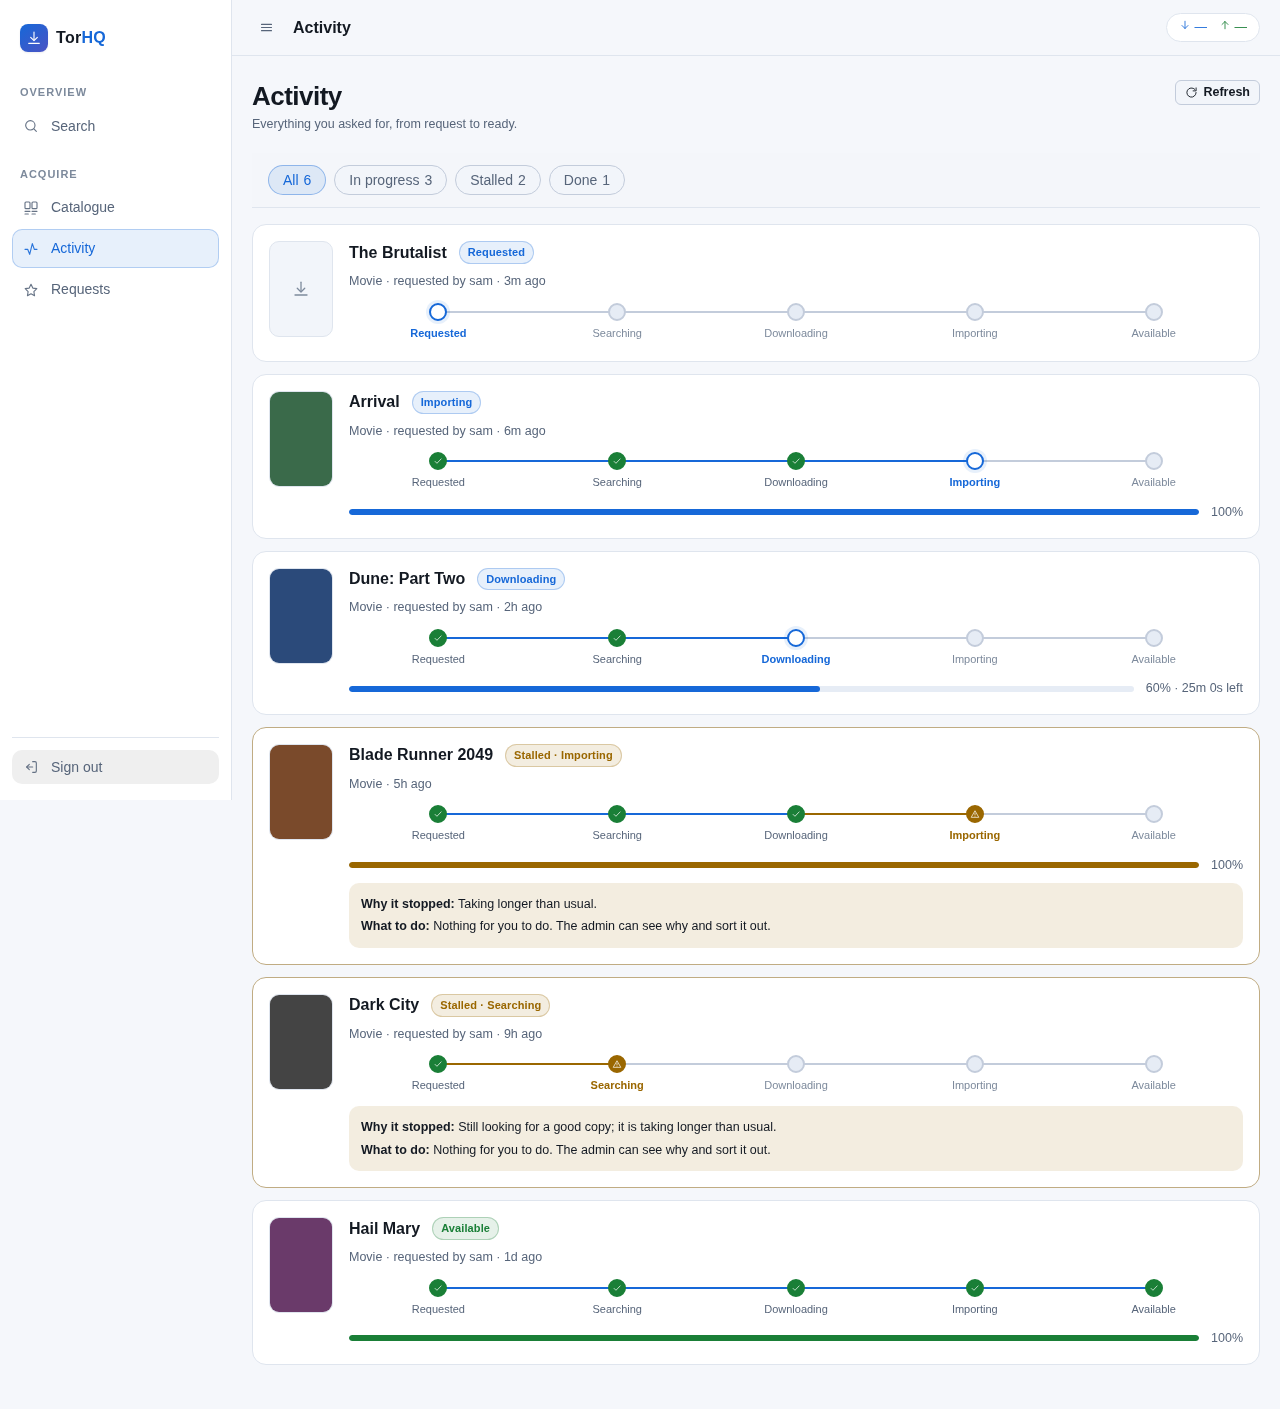 TorHQ
Activity
— —
OVERVIEW
Search
ACQUIRE
Catalogue
Activity
Requests
Sign out
Activity
Refresh
Everything you asked for, from request to ready.
All 6 In progress 3 Stalled 2 Done 1
The Brutalist Requested
Movie · requested by sam · 3m ago
Requested Searching Downloading Importing Available
Arrival Importing
Movie · requested by sam · 6m ago
Requested Searching Downloading Importing Available
100%
Dune: Part Two Downloading
Movie · requested by sam · 2h ago
Requested Searching Downloading Importing Available
60% · 25m 0s left
Blade Runner 2049 Stalled · Importing
Movie · 5h ago
Requested Searching Downloading Importing Available
100%
Why it stopped: Taking longer than usual.
What to do: Nothing for you to do. The admin can see why and sort it out.
Dark City Stalled · Searching
Movie · requested by sam · 9h ago
Requested Searching Downloading Importing Available
Why it stopped: Still looking for a good copy; it is taking longer than usual.
What to do: Nothing for you to do. The admin can see why and sort it out.
Hail Mary Available
Movie · requested by sam · 1d ago
Requested Searching Downloading Importing Available
100%